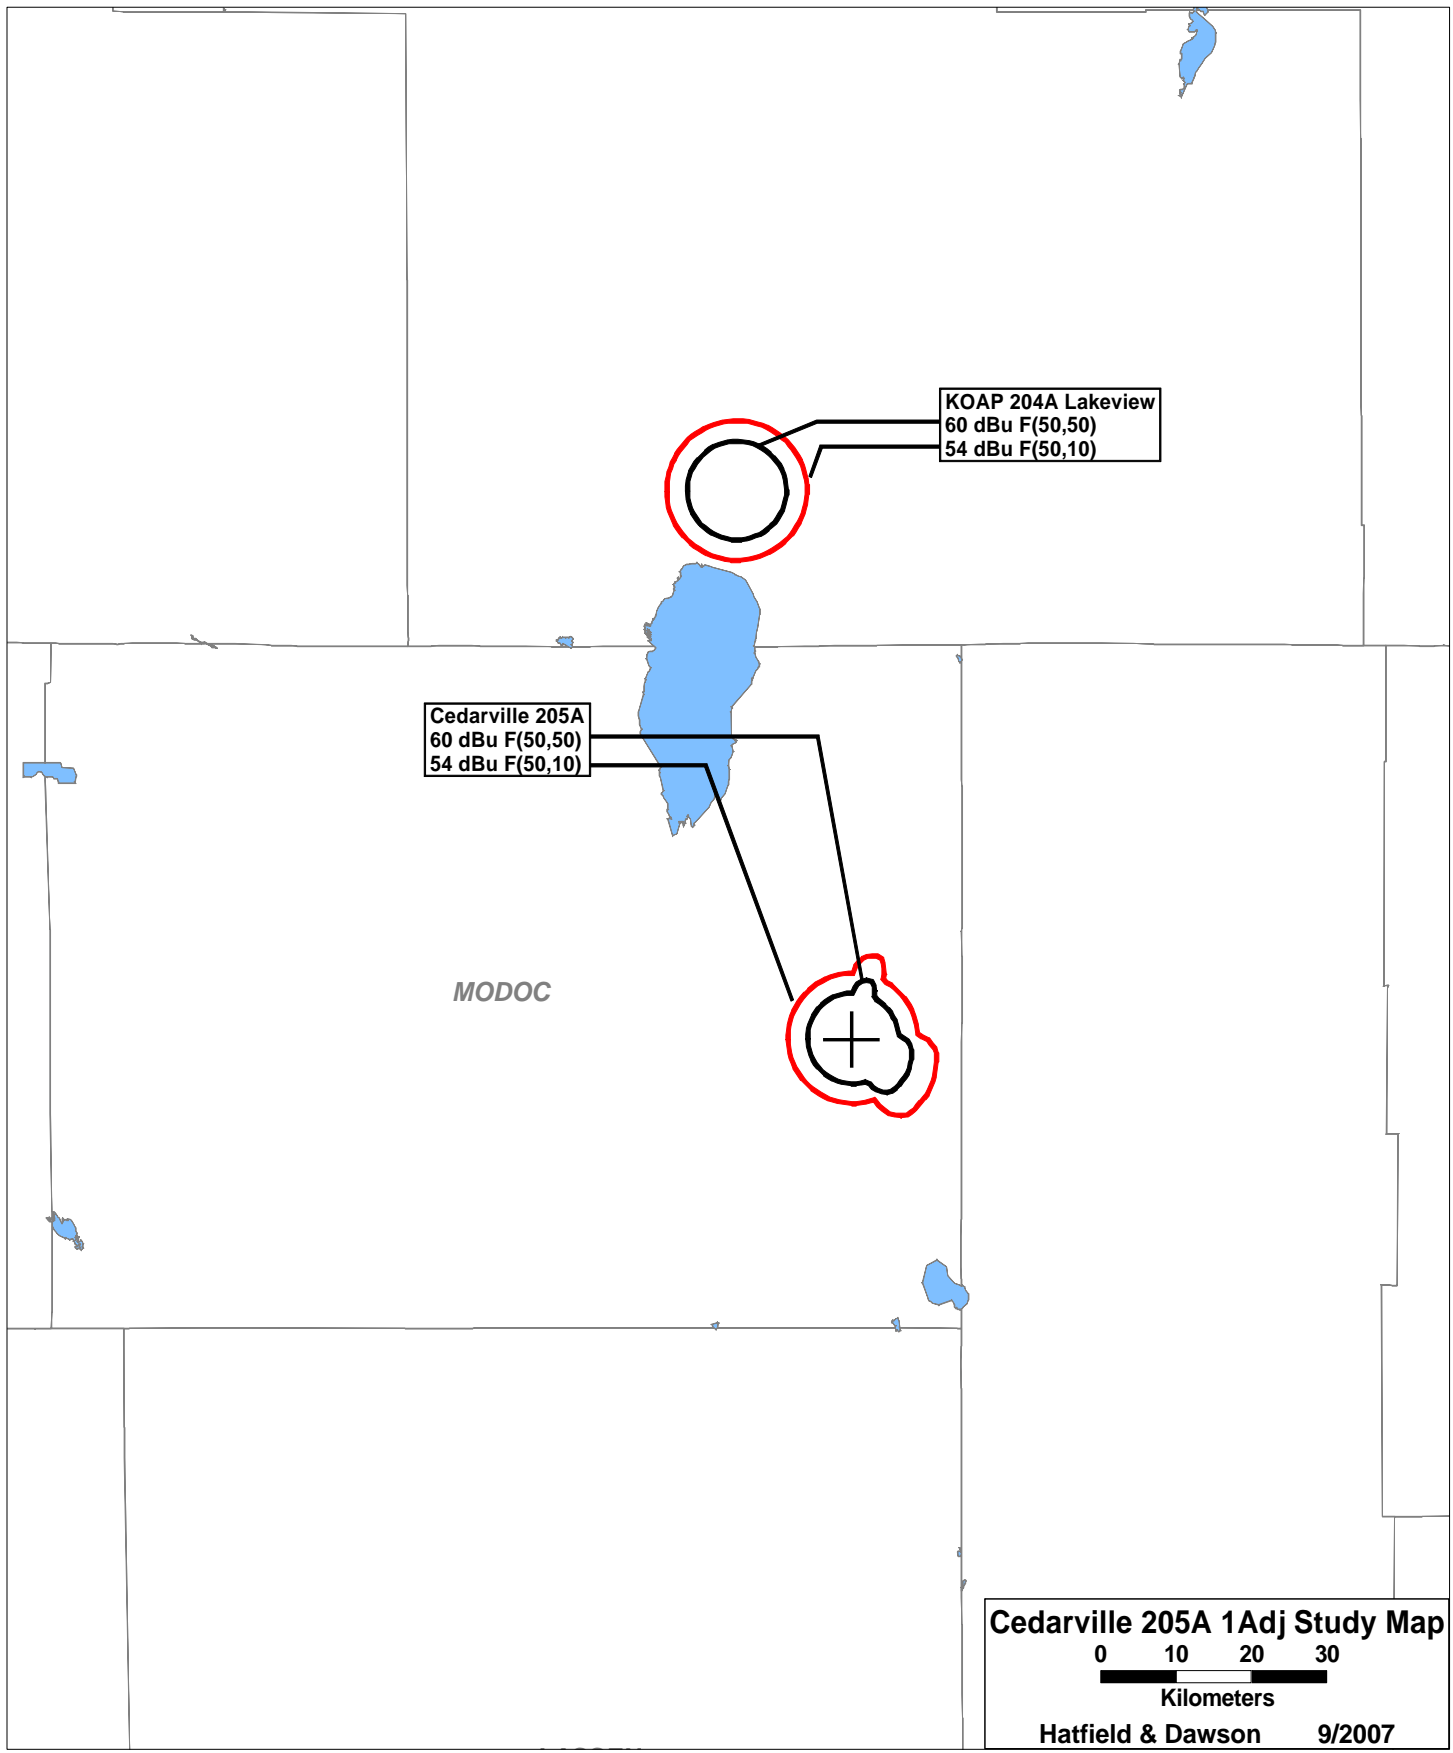 KOAP 204A Lakeview
60 dBu F(50,50)
54 dBu F(50,10)
Cedarville 205A
60 dBu F(50,50)
54 dBu F(50,10)
MODOC
Cedarville 205A 1Adj Study Map
0 10 20 30
Kilometers
Hatfield & Dawson 9/2007